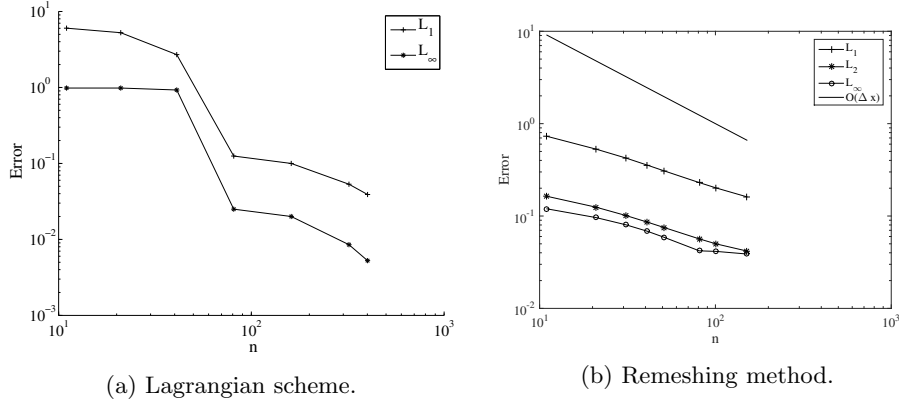 10^1
10^0
10^-1
10^-2
10^-3
Error
10^1
10^2
10^3
n
L_1
L_∞
(a) Lagrangian scheme.
10^1
10^0
10^-1
10^-2
Error
10^1
10^2
10^3
n
L_1
L_2
L_∞
O(Δ x)
(b) Remeshing method.